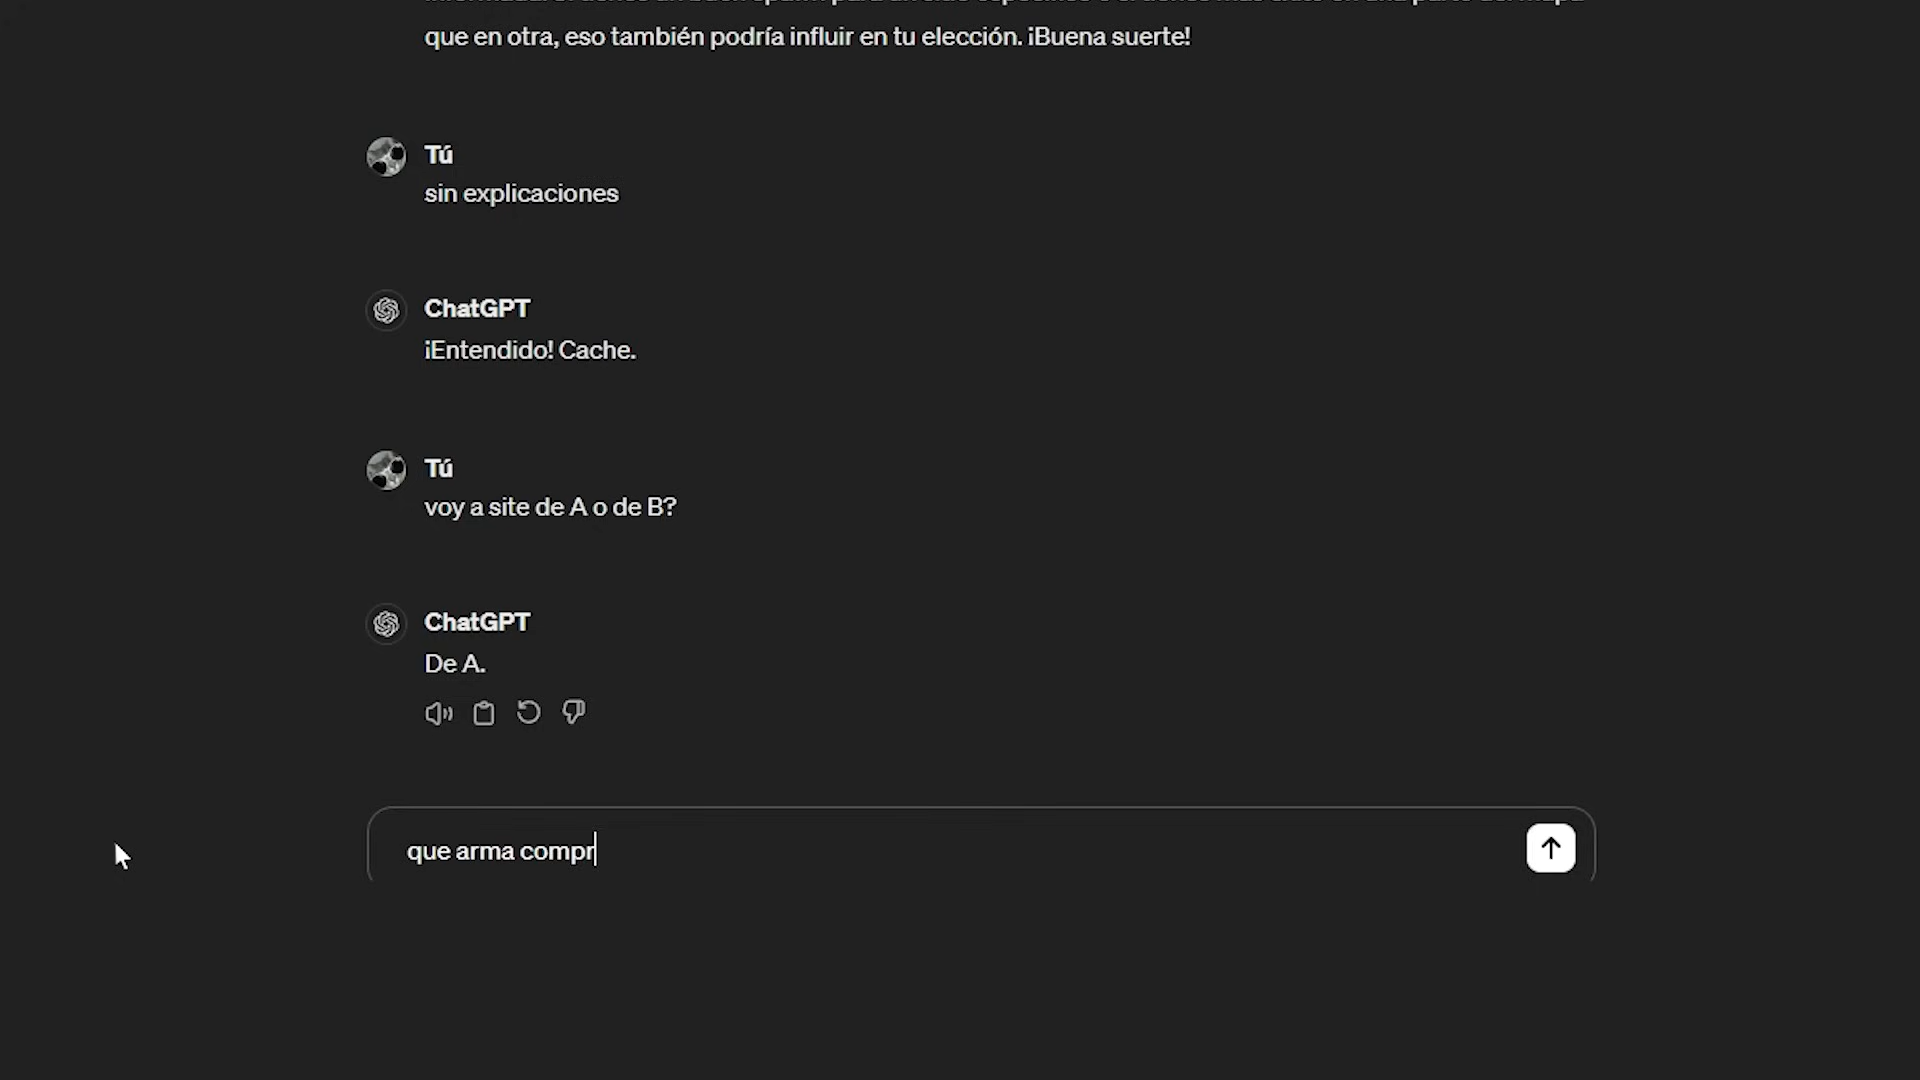 que en otra, eso también podría influir en tu elección. ¡Buena suerte!
Tú
sin explicaciones
ChatGPT
¡Entendido! Cache.
Tú
voy a site de A o de B?
ChatGPT
De A.
que arma compr